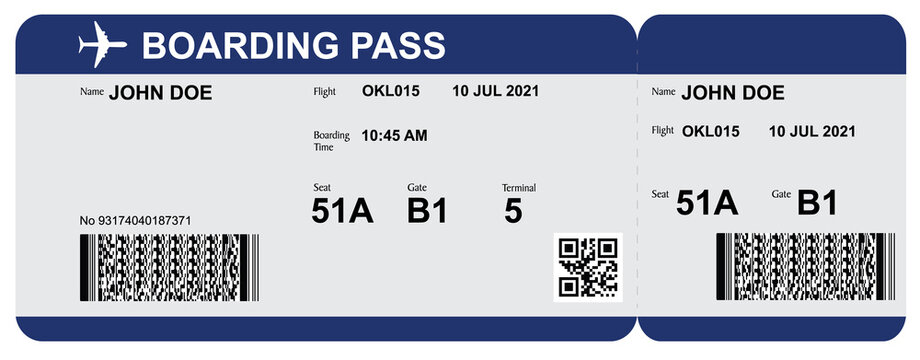 BOARDING PASS
Name JOHN DOE
Flight OKL015 10 JUL 2021
Boarding Time 10:45 AM
Seat Gate Terminal
51A B1 5
No 93174040187371
Name JOHN DOE
Flight OKL015 10 JUL 2021
Seat 51A Gate B1